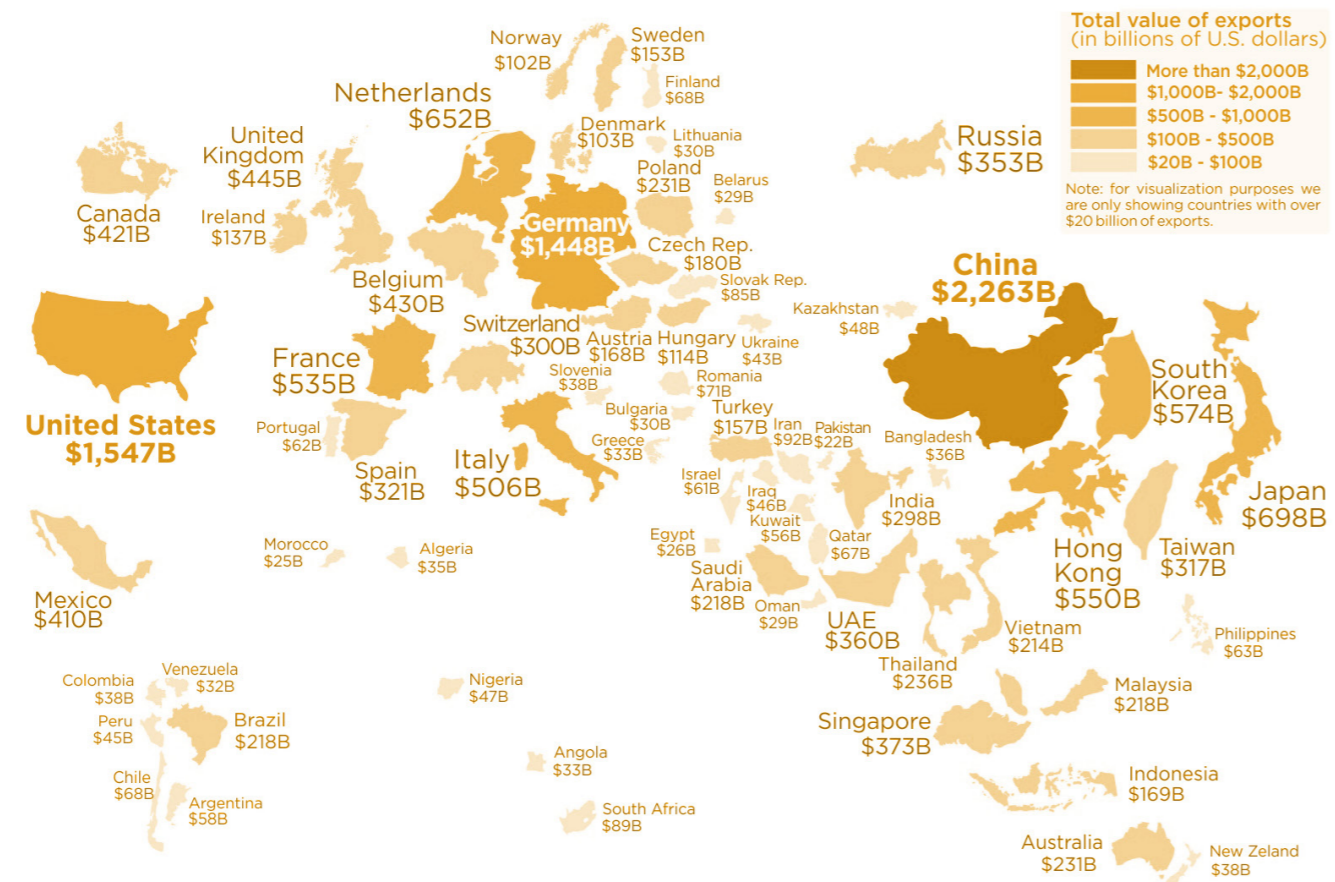 Total value of exports
(in billions of U.S. dollars)
More than $2,000B
$1,000B- $2,000B
$500B - $1,000B
$100B - $500B
$20B - $100B
Note: for visualization purposes we
are only showing countries with over
$20 billion of exports.
Norway
$102B
Sweden
$153B
Finland
$68B
Netherlands
$652B
Denmark
$103B
Lithuania
$30B
United
Kingdom
$445B
Poland
$231B
Belarus
$29B
Russia
$353B
Canada
$421B
Ireland
$137B
Germany
$1,448B
Czech Rep.
$180B
Belgium
$430B
Slovak Rep.
$85B
China
$2,263B
Kazakhstan
$48B
Switzerland
$300B
Austria
$168B
Hungary
$114B
Ukraine
$43B
France
$535B
Slovenia
$38B
Romania
$71B
South
Korea
$574B
United States
$1,547B
Portugal
$62B
Bulgaria
$30B
Turkey
$157B
Iran
$92B
Pakistan
$22B
Bangladesh
$36B
Greece
$33B
Spain
$321B
Italy
$506B
Israel
$61B
Iraq
$46B
India
$298B
Japan
$698B
Kuwait
$56B
Qatar
$67B
Morocco
$25B
Algeria
$35B
Egypt
$26B
Saudi
Arabia
$218B
Hong
Kong
$550B
Taiwan
$317B
Mexico
$410B
Oman
$29B
UAE
$360B
Vietnam
$214B
Philippines
$63B
Thailand
$236B
Colombia
$38B
Venezuela
$32B
Nigeria
$47B
Malaysia
$218B
Peru
$45B
Brazil
$218B
Singapore
$373B
Angola
$33B
Chile
$68B
Argentina
$58B
Indonesia
$169B
South Africa
$89B
Australia
$231B
New Zeland
$38B